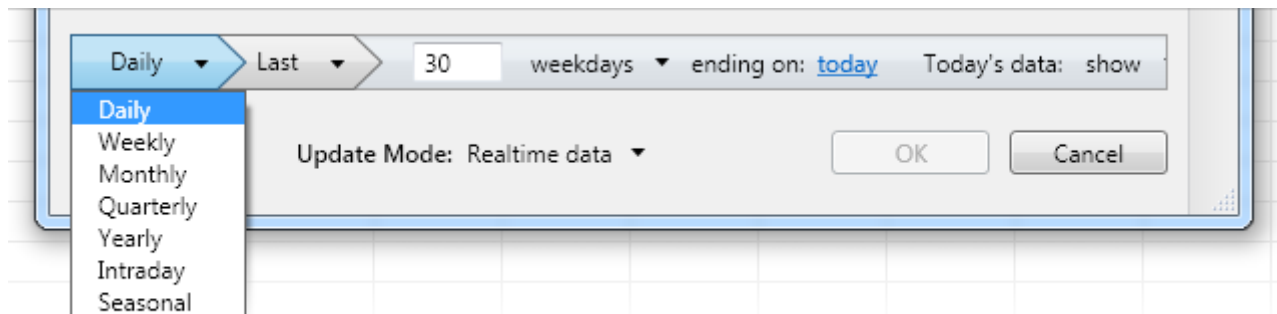 Daily Last 30 weekdays ending on: today Today's data: show
Daily
Weekly
Update Mode: Realtime data OK Cancel
Monthly
Quarterly
Yearly
Intraday
Seasonal